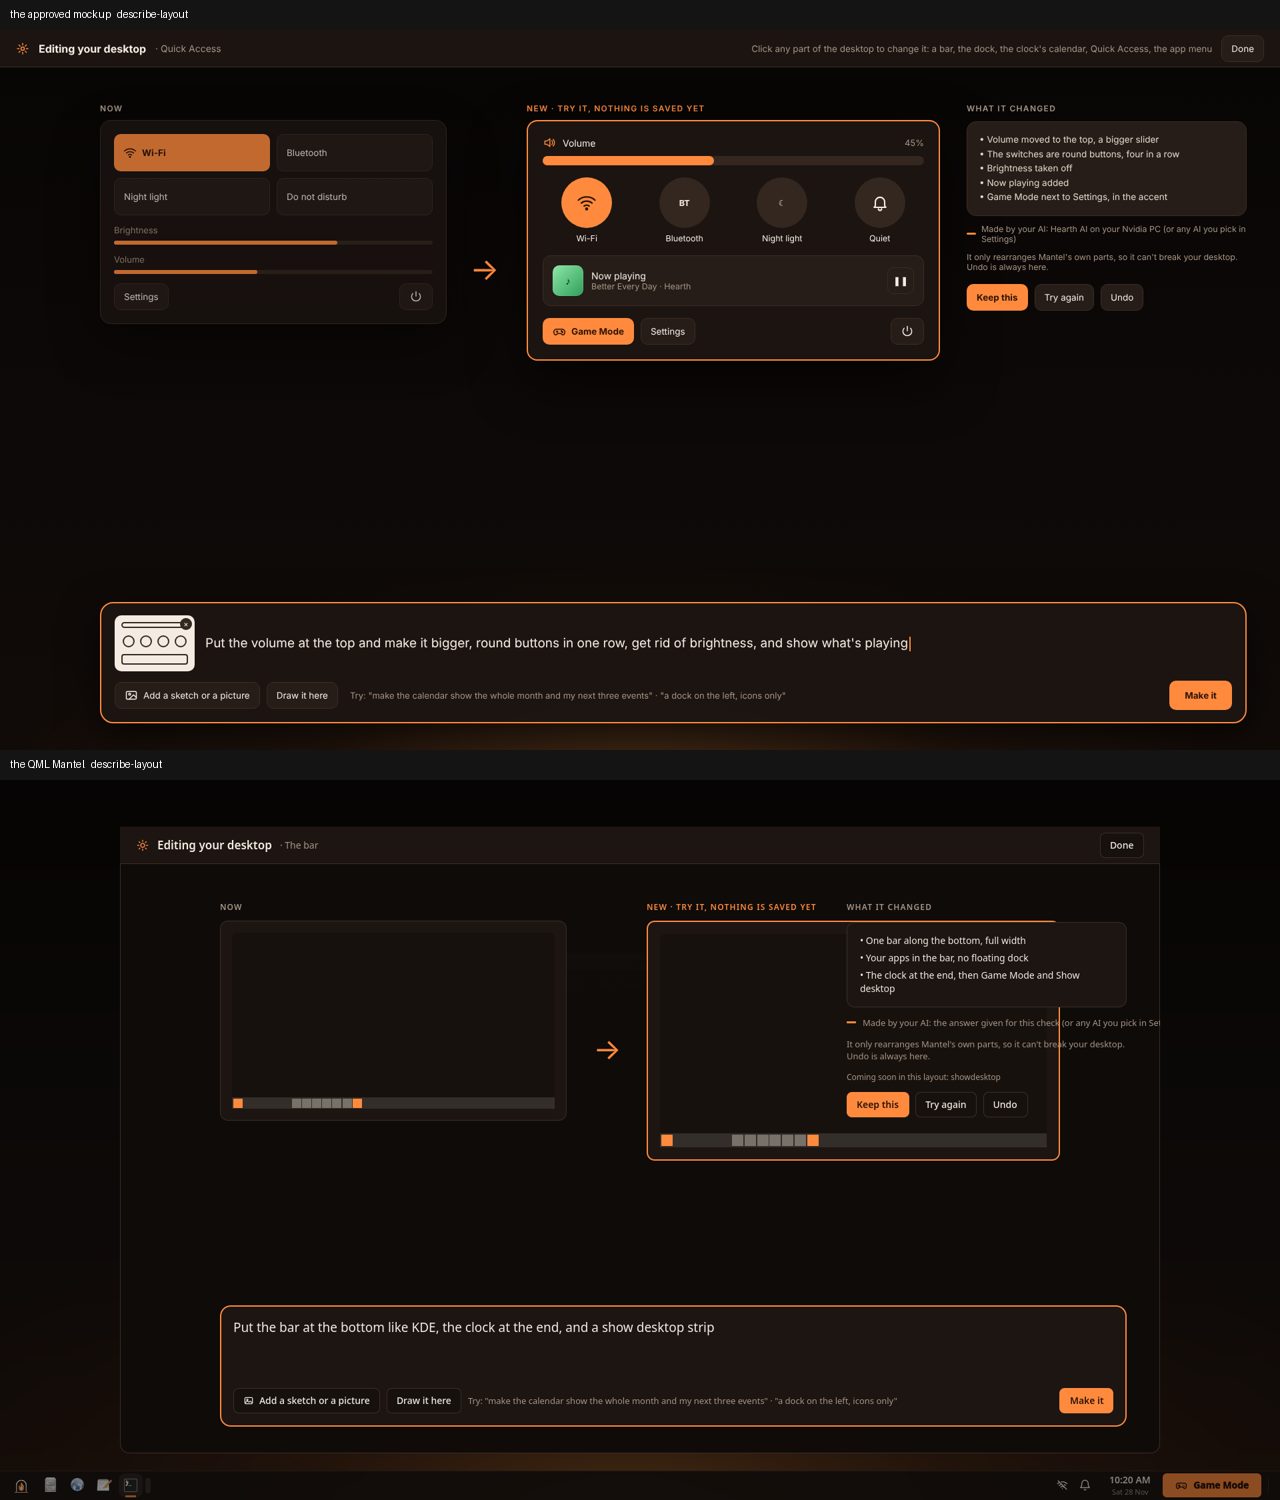 the approved mockup describe-layout
Editing your desktop · Quick Access
Click any part of the desktop to change it: a bar, the dock, the clock's calendar, Quick Access, the app menu
Done
NOW
Wi-Fi
Bluetooth
Night light
Do not disturb
Brightness
Volume
Settings
NEW · TRY IT, NOTHING IS SAVED YET
Volume
45%
BT
Wi-Fi
Bluetooth
Night light
Quiet
Now playing
Better Every Day · Hearth
Game Mode
Settings
WHAT IT CHANGED
• Volume moved to the top, a bigger slider
• The switches are round buttons, four in a row
• Brightness taken off
• Now playing added
• Game Mode next to Settings, in the accent
Made by your AI: Hearth AI on your Nvidia PC (or any AI you pick in
Settings)
It only rearranges Mantel's own parts, so it can't break your desktop.
Undo is always here.
Keep this
Try again
Undo
Put the volume at the top and make it bigger, round buttons in one row, get rid of brightness, and show what's playing
Add a sketch or a picture
Draw it here
Try: "make the calendar show the whole month and my next three events" · "a dock on the left, icons only"
Make it
the QML Mantel describe-layout
Editing your desktop · The bar
Done
NOW
NEW · TRY IT, NOTHING IS SAVED YET
WHAT IT CHANGED
• One bar along the bottom, full width
• Your apps in the bar, no floating dock
• The clock at the end, then Game Mode and Show
desktop
Made by your AI: the answer given for this check (or any AI you pick in Set
It only rearranges Mantel's own parts, so it can't break your desktop.
Undo is always here.
Coming soon in this layout: showdesktop
Keep this
Try again
Undo
Put the bar at the bottom like KDE, the clock at the end, and a show desktop strip
Add a sketch or a picture
Draw it here
Try: "make the calendar show the whole month and my next three events" · "a dock on the left, icons only"
Make it
10:20 AM
Sat 28 Nov
Game Mode